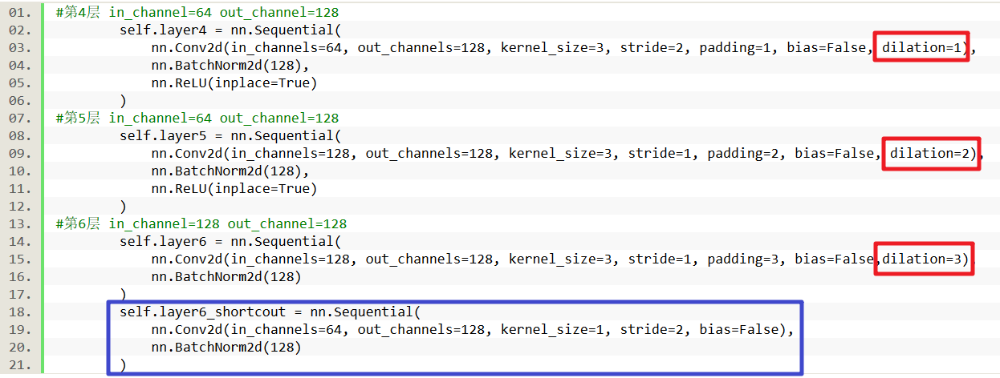 01. #第4层 in_channel=64 out_channel=128
02. self.layer4 = nn.Sequential(
03. nn.Conv2d(in_channels=64, out_channels=128, kernel_size=3, stride=2, padding=1, bias=False, dilation=1),
04. nn.BatchNorm2d(128),
05. nn.ReLU(inplace=True)
06. )
07. #第5层 in_channel=64 out_channel=128
08. self.layer5 = nn.Sequential(
09. nn.Conv2d(in_channels=128, out_channels=128, kernel_size=3, stride=1, padding=2, bias=False, dilation=2),
10. nn.BatchNorm2d(128),
11. nn.ReLU(inplace=True)
12. )
13. #第6层 in_channel=128 out_channel=128
14. self.layer6 = nn.Sequential(
15. nn.Conv2d(in_channels=128, out_channels=128, kernel_size=3, stride=1, padding=3, bias=False,dilation=3),
16. nn.BatchNorm2d(128)
17. )
18. self.layer6_shortcout = nn.Sequential(
19. nn.Conv2d(in_channels=64, out_channels=128, kernel_size=1, stride=2, bias=False),
20. nn.BatchNorm2d(128)
21. )